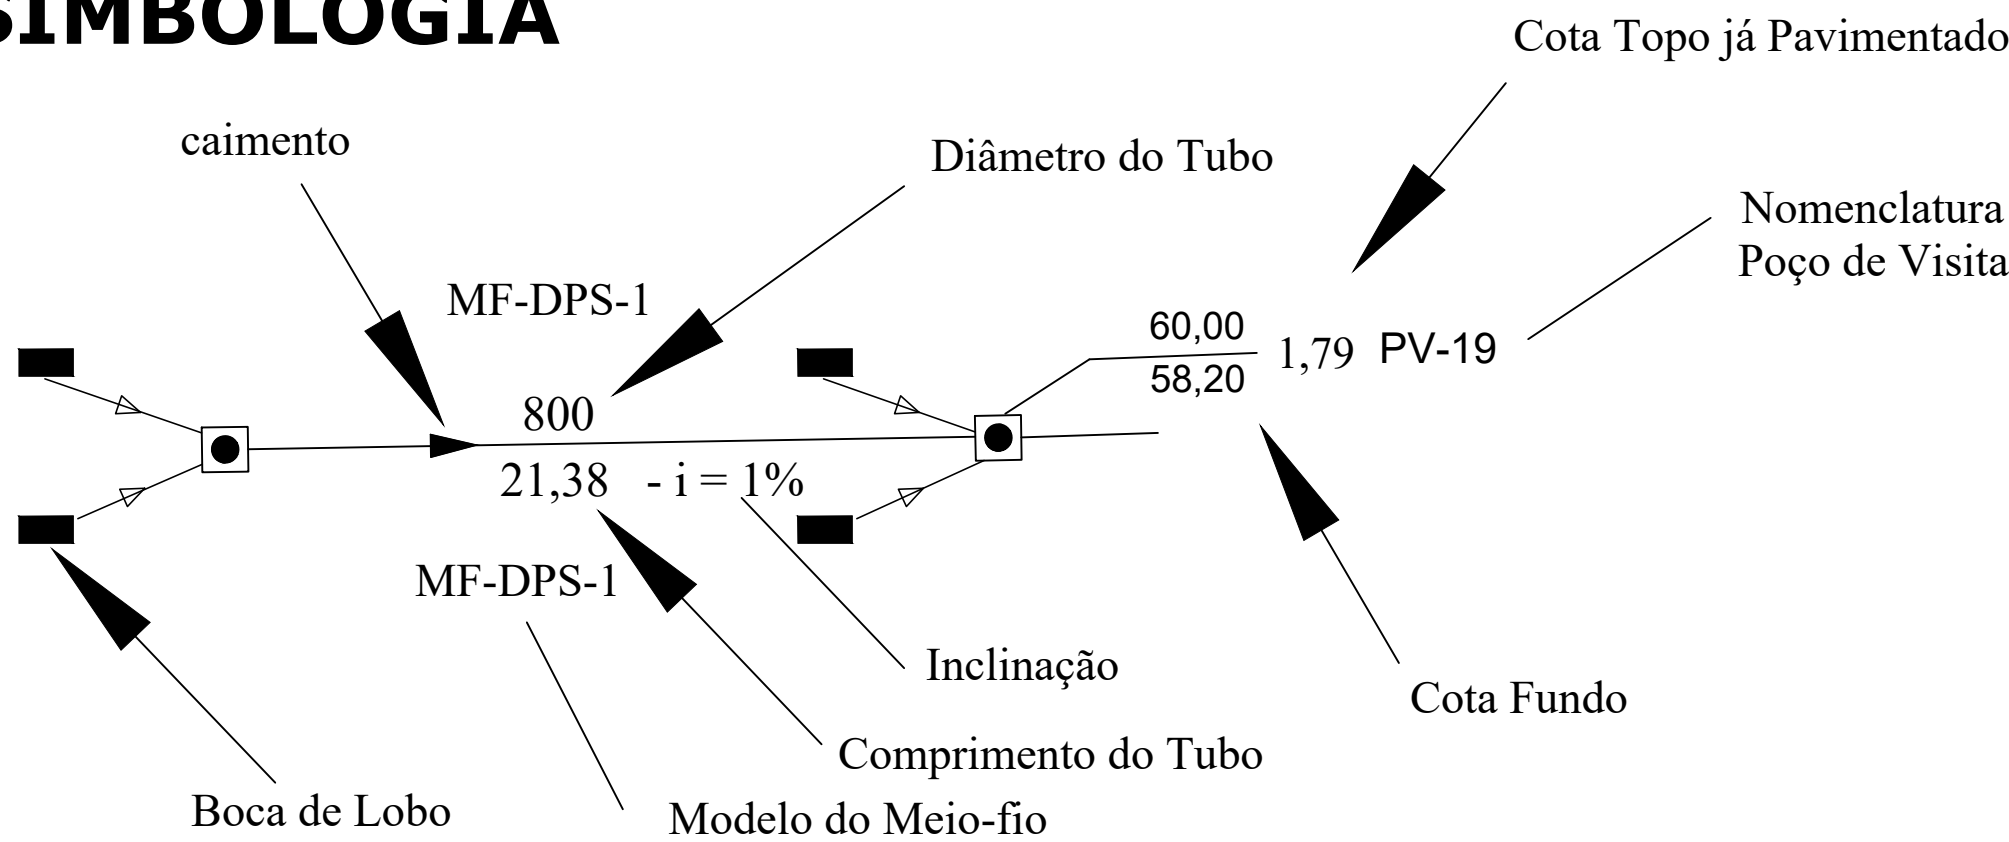 SIMBOLOGIA
Cota Topo já Pavimentado
caimento
Diâmetro do Tubo
Nomenclatura
Poço de Visita
MF-DPS-1
60,00
1,79 PV-19
58,20
800
21,38 - i = 1%
MF-DPS-1
Inclinação
Cota Fundo
Comprimento do Tubo
Boca de Lobo
Modelo do Meio-fio